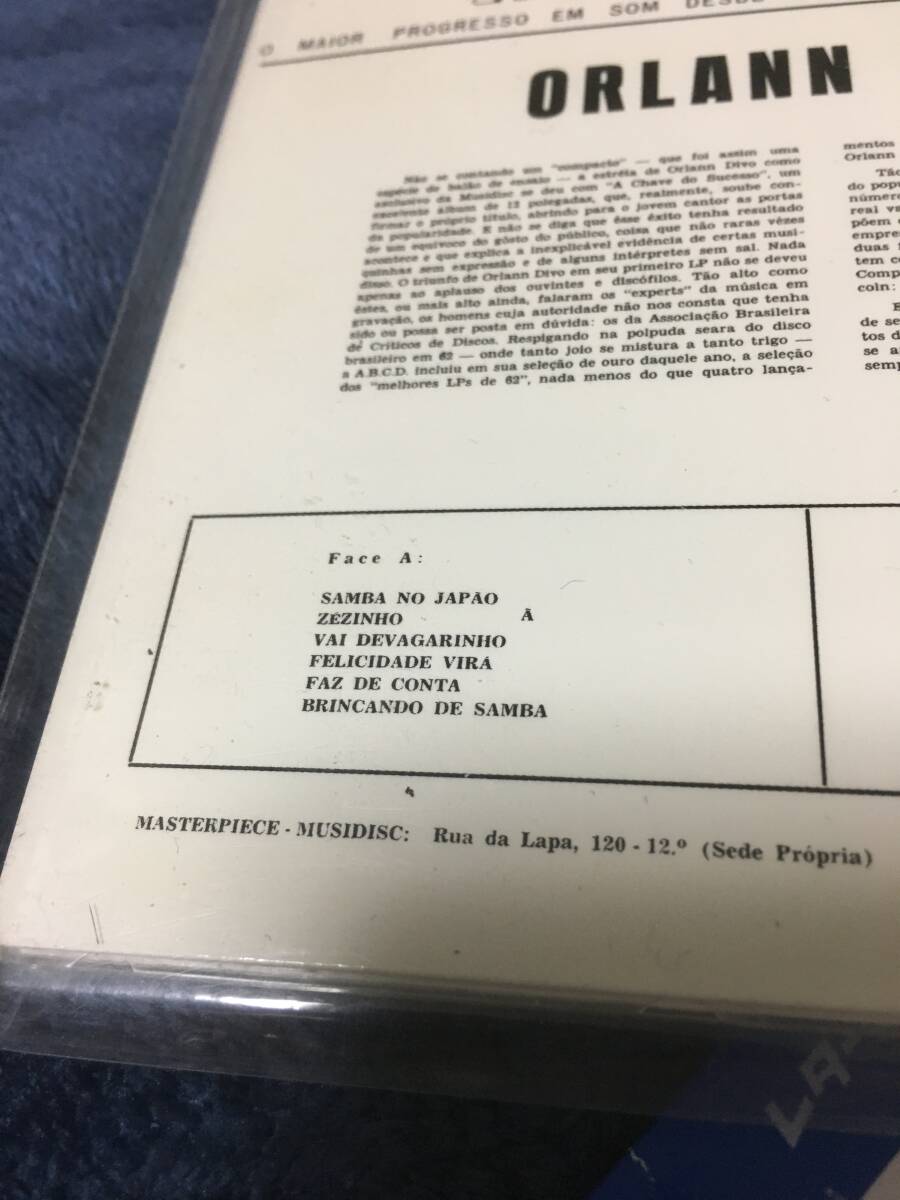 O MAIOR PROGRESSO EM SOM DESDE
ORLANN
Não se contando um "compacto" — que foi assim uma
espécie de balão de ensaio — a estréia de Orlann Divo como
exclusivo da Musidisc se deu com "A Chave do Sucesso", um
excelente álbum de 12 polegadas, que, realmente, soube con-
firmar o próprio título, abrindo para o jovem cantor as portas
da popularidade. E não se diga que êsse êxito tenha resultado
de um equívoco do gôsto do público, coisa que não raras vêzes
acontece e que explica a inexplicável evidência de certas musi-
quinhas sem expressão e de alguns intérpretes sem sal. Nada
disso. O triunfo de Orlann Divo em seu primeiro LP não se deveu
apenas ao aplauso dos ouvintes e discófilos. Tão alto como
êstes, ou mais alto ainda, falaram os "experts" da música em
gravação, os homens cuja autoridade não nos consta que tenha
sido ou possa ser posta em dúvida: os da Associação Brasileira
de Críticos de Discos. Respigando na polpuda seara do disco
brasileiro em 62 — onde tanto joio se mistura a tanto trigo —
a A.B.C.D. incluiu em sua seleção de ouro daquele ano, a seleção
dos "melhores LPs de 62", nada menos do que quatro lança-
mentos
Orlann
Tão
do popu
número
real va
põem
empre
duas
tem c
Comp
coin:
de se
tos d
se a
semp
Face A:
SAMBA NO JAPÃO
ZÉZINHO Ã
VAI DEVAGARINHO
FELICIDADE VIRÁ
FAZ DE CONTA
BRINCANDO DE SAMBA
MASTERPIECE - MUSIDISC: Rua da Lapa, 120 - 12.º (Sede Própria)